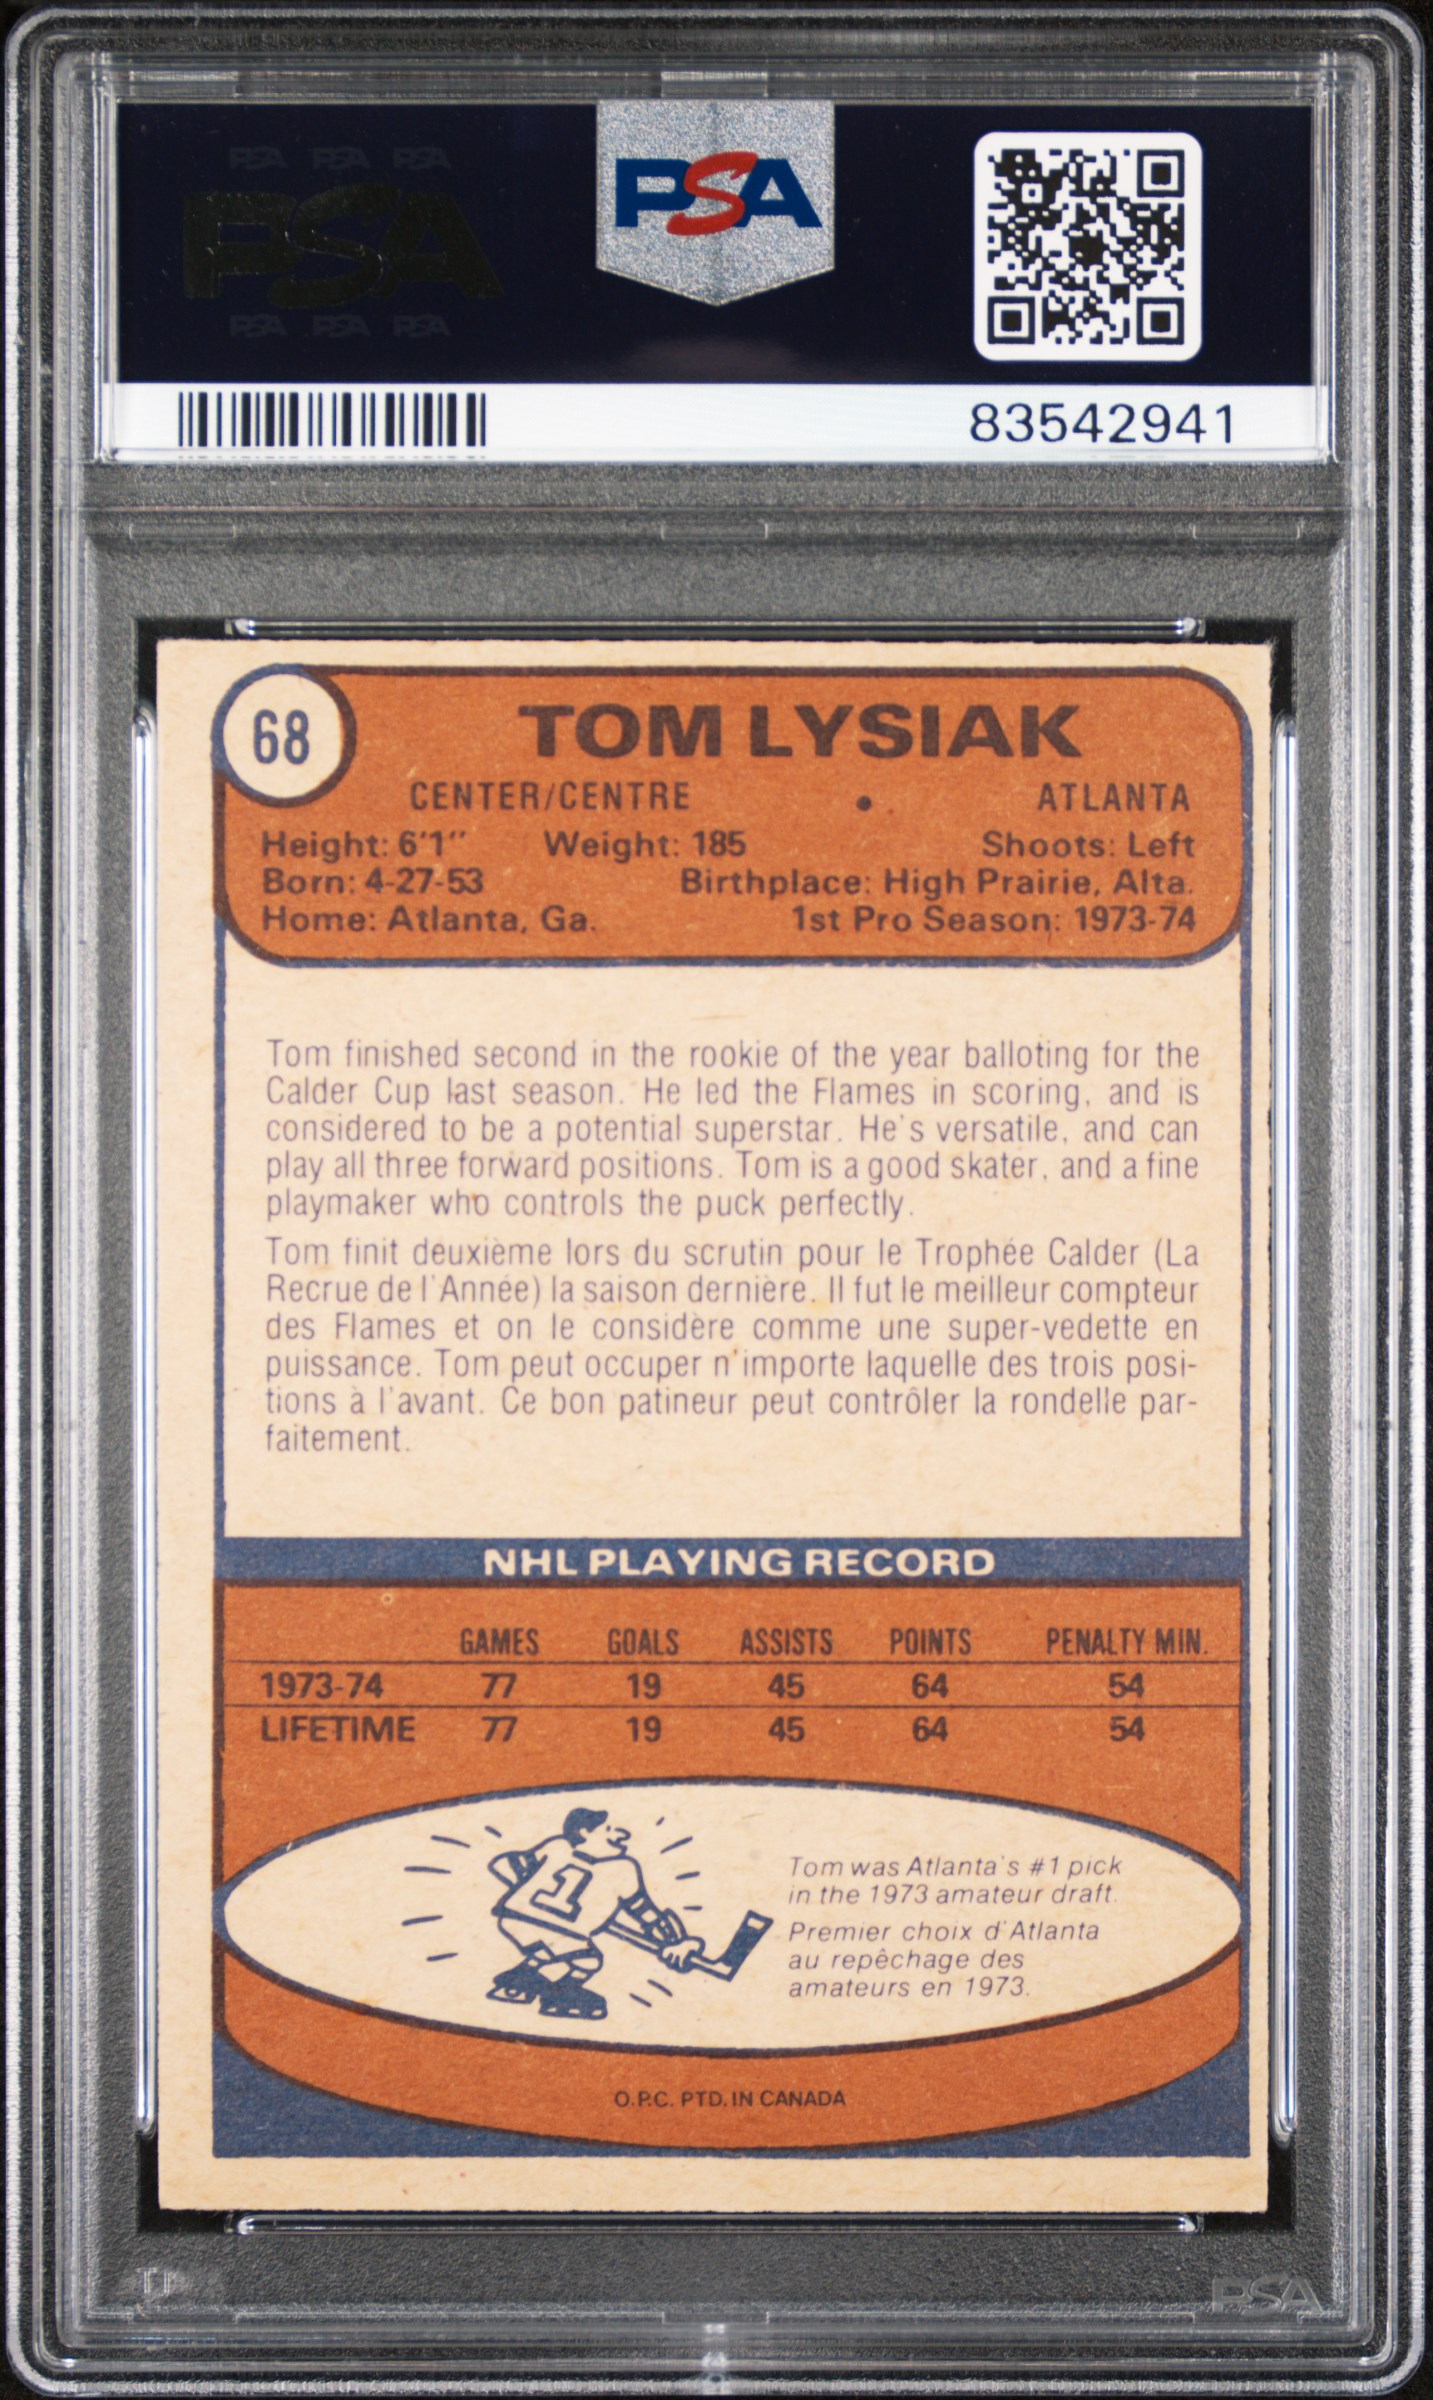 PSA PSA PSA
PSA
PSA PSA PSA
PSA
83542941
68
TOM LYSIAK
CENTER/CENTRE • ATLANTA
Height: 6'1" Weight: 185 Shoots: Left
Born: 4-27-53 Birthplace: High Prairie, Alta.
Home: Atlanta, Ga. 1st Pro Season: 1973-74
Tom finished second in the rookie of the year balloting for the
Calder Cup last season. He led the Flames in scoring, and is
considered to be a potential superstar. He's versatile, and can
play all three forward positions. Tom is a good skater, and a fine
playmaker who controls the puck perfectly.
Tom finit deuxième lors du scrutin pour le Trophée Calder (La
Recrue de l'Année) la saison dernière. Il fut le meilleur compteur
des Flames et on le considère comme une super-vedette en
puissance. Tom peut occuper n'importe laquelle des trois posi-
tions à l'avant. Ce bon patineur peut contrôler la rondelle par-
faitement.
NHL PLAYING RECORD
GAMES GOALS ASSISTS POINTS PENALTY MIN.
1973-74 77 19 45 64 54
LIFETIME 77 19 45 64 54
1
Tom was Atlanta's #1 pick
in the 1973 amateur draft.
Premier choix d'Atlanta
au repêchage des
amateurs en 1973.
O.P.C. PTD. IN CANADA
PSA